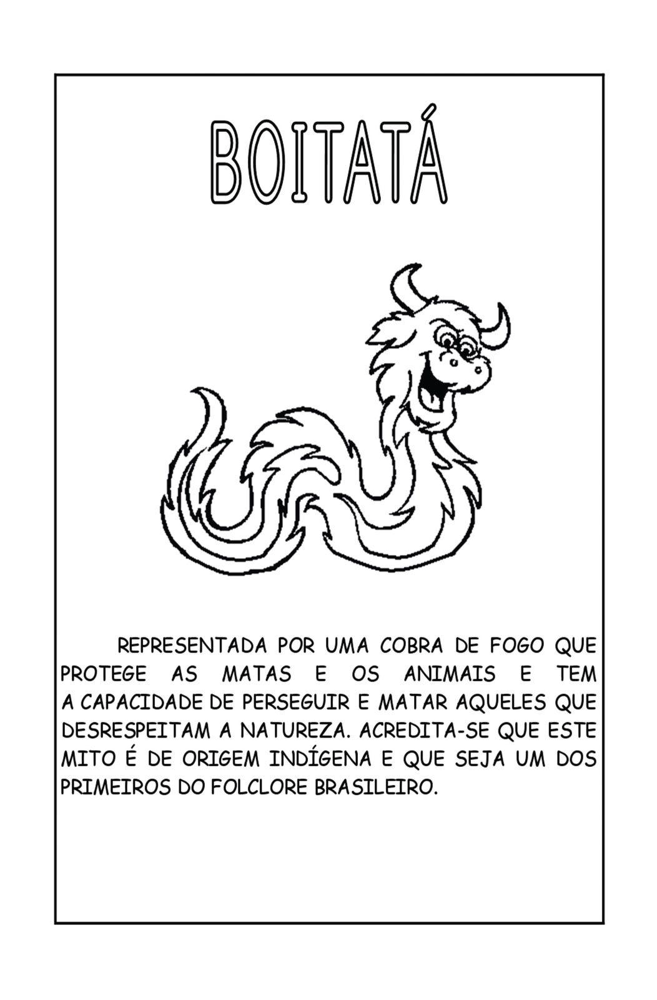 BOITATÁ
REPRESENTADA POR UMA COBRA DE FOGO QUE
PROTEGE AS MATAS E OS ANIMAIS E TEM
A CAPACIDADE DE PERSEGUIR E MATAR AQUELES QUE
DESRESPEITAM A NATUREZA. ACREDITA-SE QUE ESTE
MITO É DE ORIGEM INDÍGENA E QUE SEJA UM DOS
PRIMEIROS DO FOLCLORE BRASILEIRO.